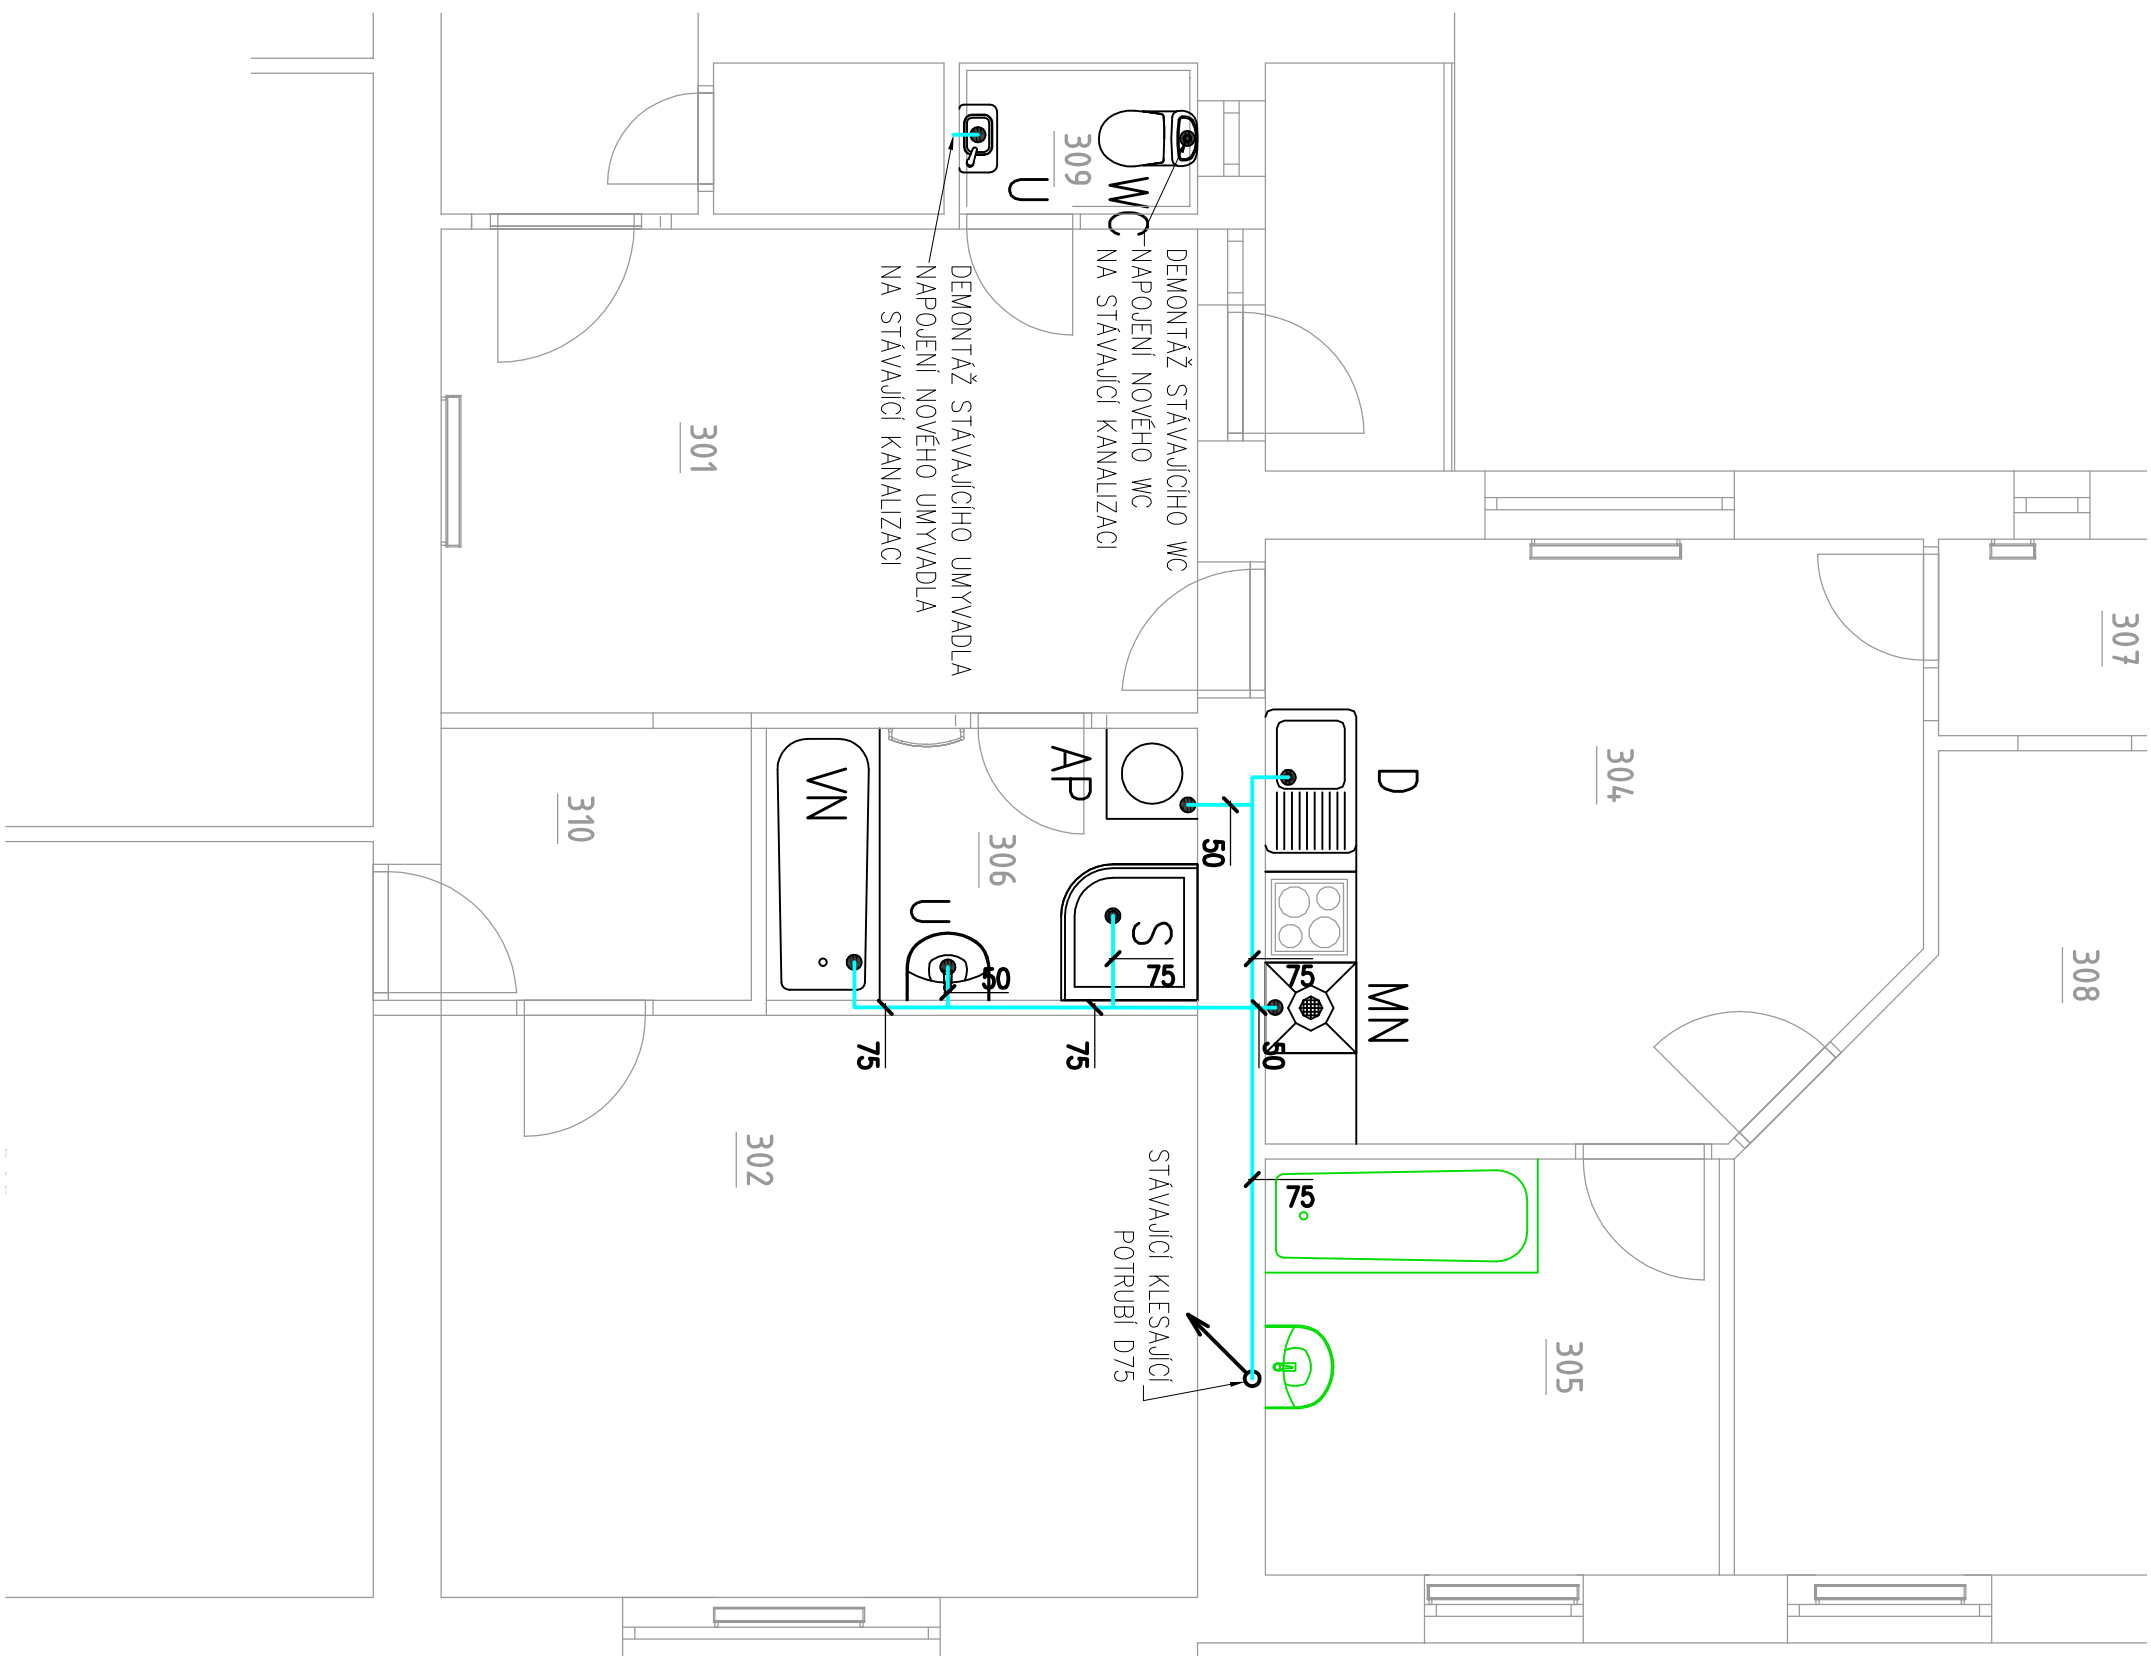 309
WC
U
DEMONTÁŽ STÁVAJÍCÍHO WC
NAPOJENÍ NOVÉHO WC
NA STÁVAJÍCÍ KANALIZACI
DEMONTÁŽ STÁVAJÍCÍHO UMYVADLA
NAPOJENÍ NOVÉHO UMYVADLA
NA STÁVAJÍCÍ KANALIZACI
301
307
304
308
D
AP
VN
310
306
50
U
S
50
75
75
MN
75
75
50
302
75
STÁVAJÍCÍ KLESAJÍCÍ
POTRUBÍ D75
305